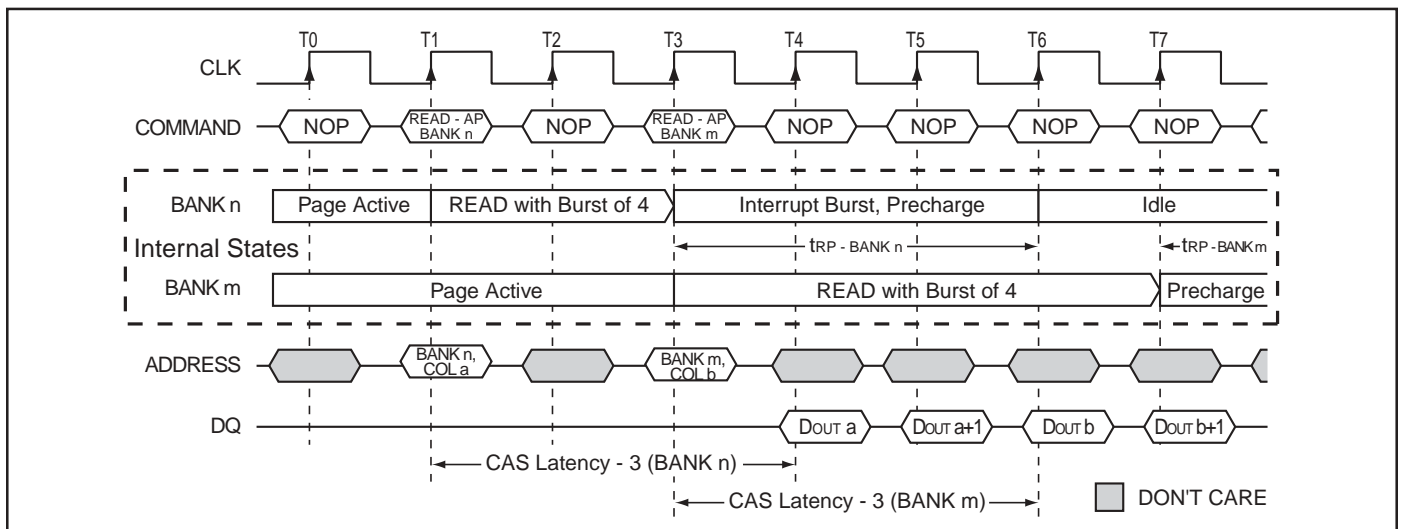 T0 T1 T2 T3 T4 T5 T6 T7
CLK
COMMAND NOP READ - AP BANK n NOP READ - AP BANK m NOP NOP NOP NOP
BANK n Page Active READ with Burst of 4 Interrupt Burst, Precharge Idle
Internal States tRP - BANK n tRP - BANK m
BANK m Page Active READ with Burst of 4 Precharge
ADDRESS BANK n, COL a BANK m, COL b
DQ DOUT a DOUT a+1 DOUT b DOUT b+1
CAS Latency - 3 (BANK n)
CAS Latency - 3 (BANK m) DON'T CARE